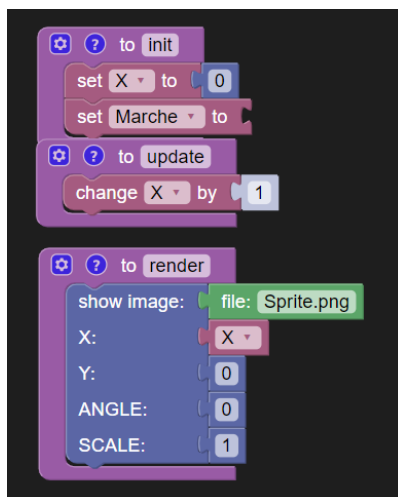 ? to init
set X to 0
set Marche to
? to update
change X by 1
? to render
show image: file: Sprite.png
X: X
Y: 0
ANGLE: 0
SCALE: 1